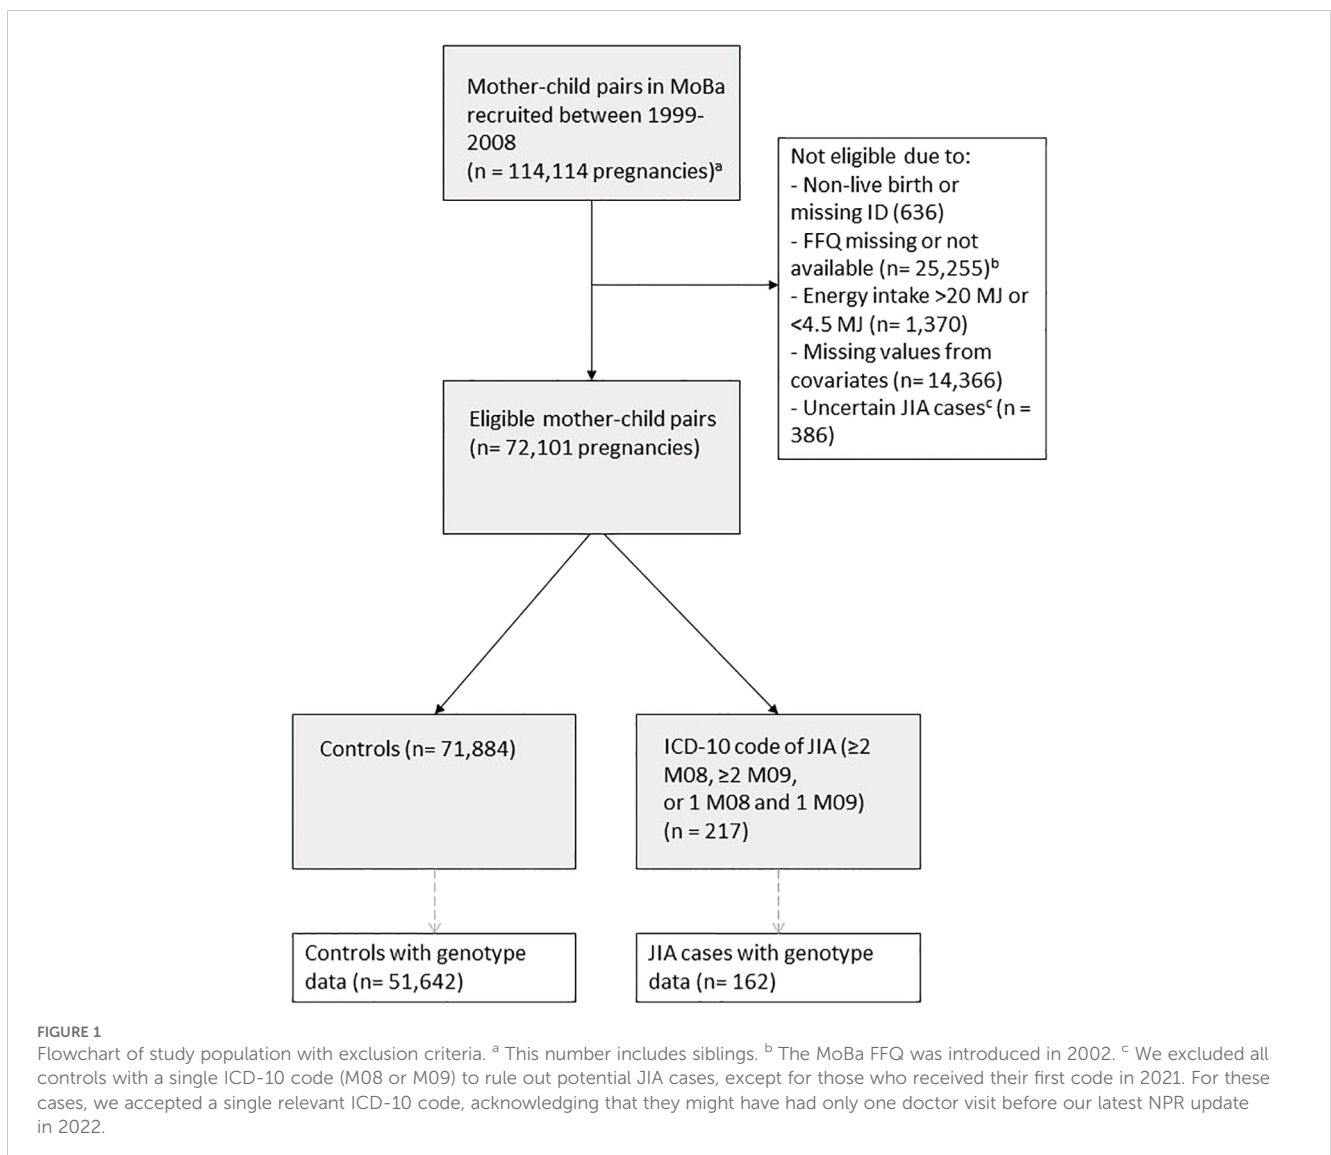 Mother-child pairs in MoBa
recruited between 1999-
2008
(n = 114,114 pregnancies)ᵃ
Not eligible due to:
- Non-live birth or
missing ID (636)
- FFQ missing or not
available (n= 25,255)ᵇ
- Energy intake >20 MJ or
<4.5 MJ (n= 1,370)
- Missing values from
covariates (n= 14,366)
- Uncertain JIA casesᶜ (n =
386)
Eligible mother-child pairs
(n= 72,101 pregnancies)
Controls (n= 71,884)
ICD-10 code of JIA (≥2
M08, ≥2 M09,
or 1 M08 and 1 M09)
(n = 217)
Controls with genotype
data (n= 51,642)
JIA cases with genotype
data (n= 162)
FIGURE 1
Flowchart of study population with exclusion criteria. ᵃ This number includes siblings. ᵇ The MoBa FFQ was introduced in 2002. ᶜ We excluded all
controls with a single ICD-10 code (M08 or M09) to rule out potential JIA cases, except for those who received their first code in 2021. For these
cases, we accepted a single relevant ICD-10 code, acknowledging that they might have had only one doctor visit before our latest NPR update
in 2022.